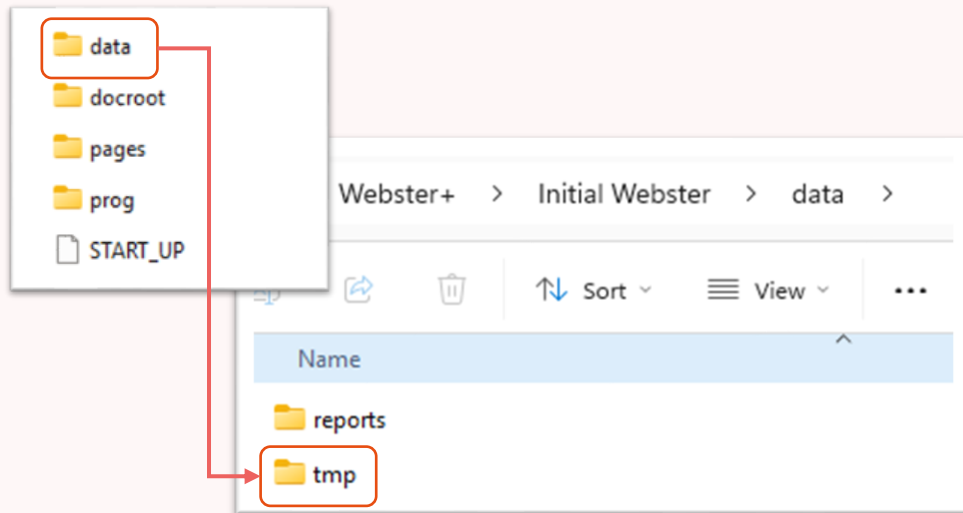 data
docroot
pages
prog
START_UP
Webster+ > Initial Webster > data >
Sort View ...
Name
reports
tmp